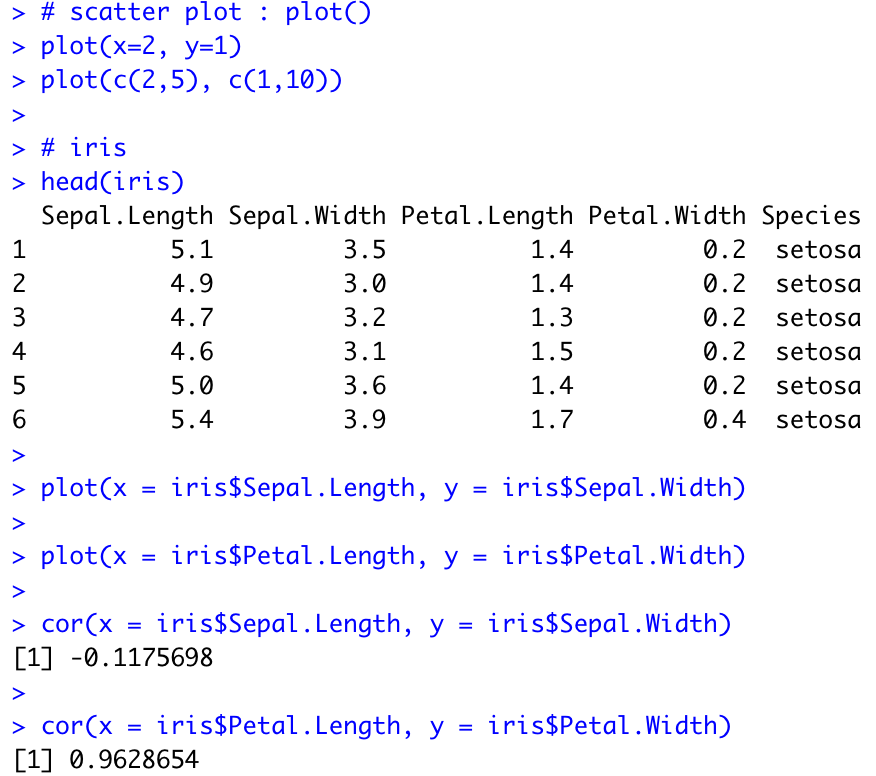 > # scatter plot : plot()
> plot(x=2, y=1)
> plot(c(2,5), c(1,10))
>
> # iris
> head(iris)
  Sepal.Length Sepal.Width Petal.Length Petal.Width Species
1          5.1         3.5          1.4         0.2  setosa
2          4.9         3.0          1.4         0.2  setosa
3          4.7         3.2          1.3         0.2  setosa
4          4.6         3.1          1.5         0.2  setosa
5          5.0         3.6          1.4         0.2  setosa
6          5.4         3.9          1.7         0.4  setosa
>
> plot(x = iris$Sepal.Length, y = iris$Sepal.Width)
>
> plot(x = iris$Petal.Length, y = iris$Petal.Width)
>
> cor(x = iris$Sepal.Length, y = iris$Sepal.Width)
[1] -0.1175698
>
> cor(x = iris$Petal.Length, y = iris$Petal.Width)
[1] 0.9628654